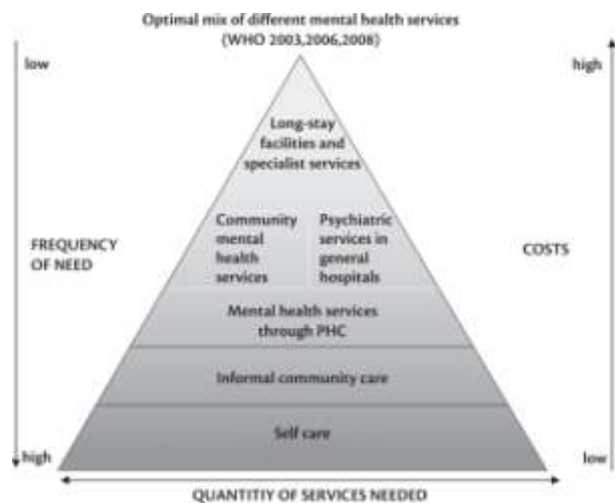 Optimal mix of different mental health services
(WHO 2003,2006,2008)
low
high
Long-stay
facilities and
specialist services
Community
mental
health
services
Psychiatric
services in
general
hospitals
FREQUENCY
OF NEED
COSTS
Mental health services
through PHC
Informal community care
Self care
high
low
QUANTITIY OF SERVICES NEEDED